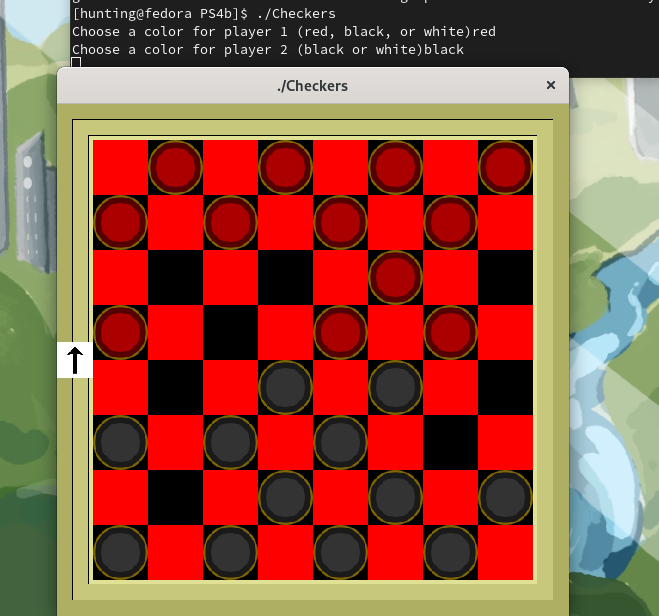 [hunting@fedora PS4b]$ ./Checkers
Choose a color for player 1 (red, black, or white)red
Choose a color for player 2 (black or white)black
./Checkers